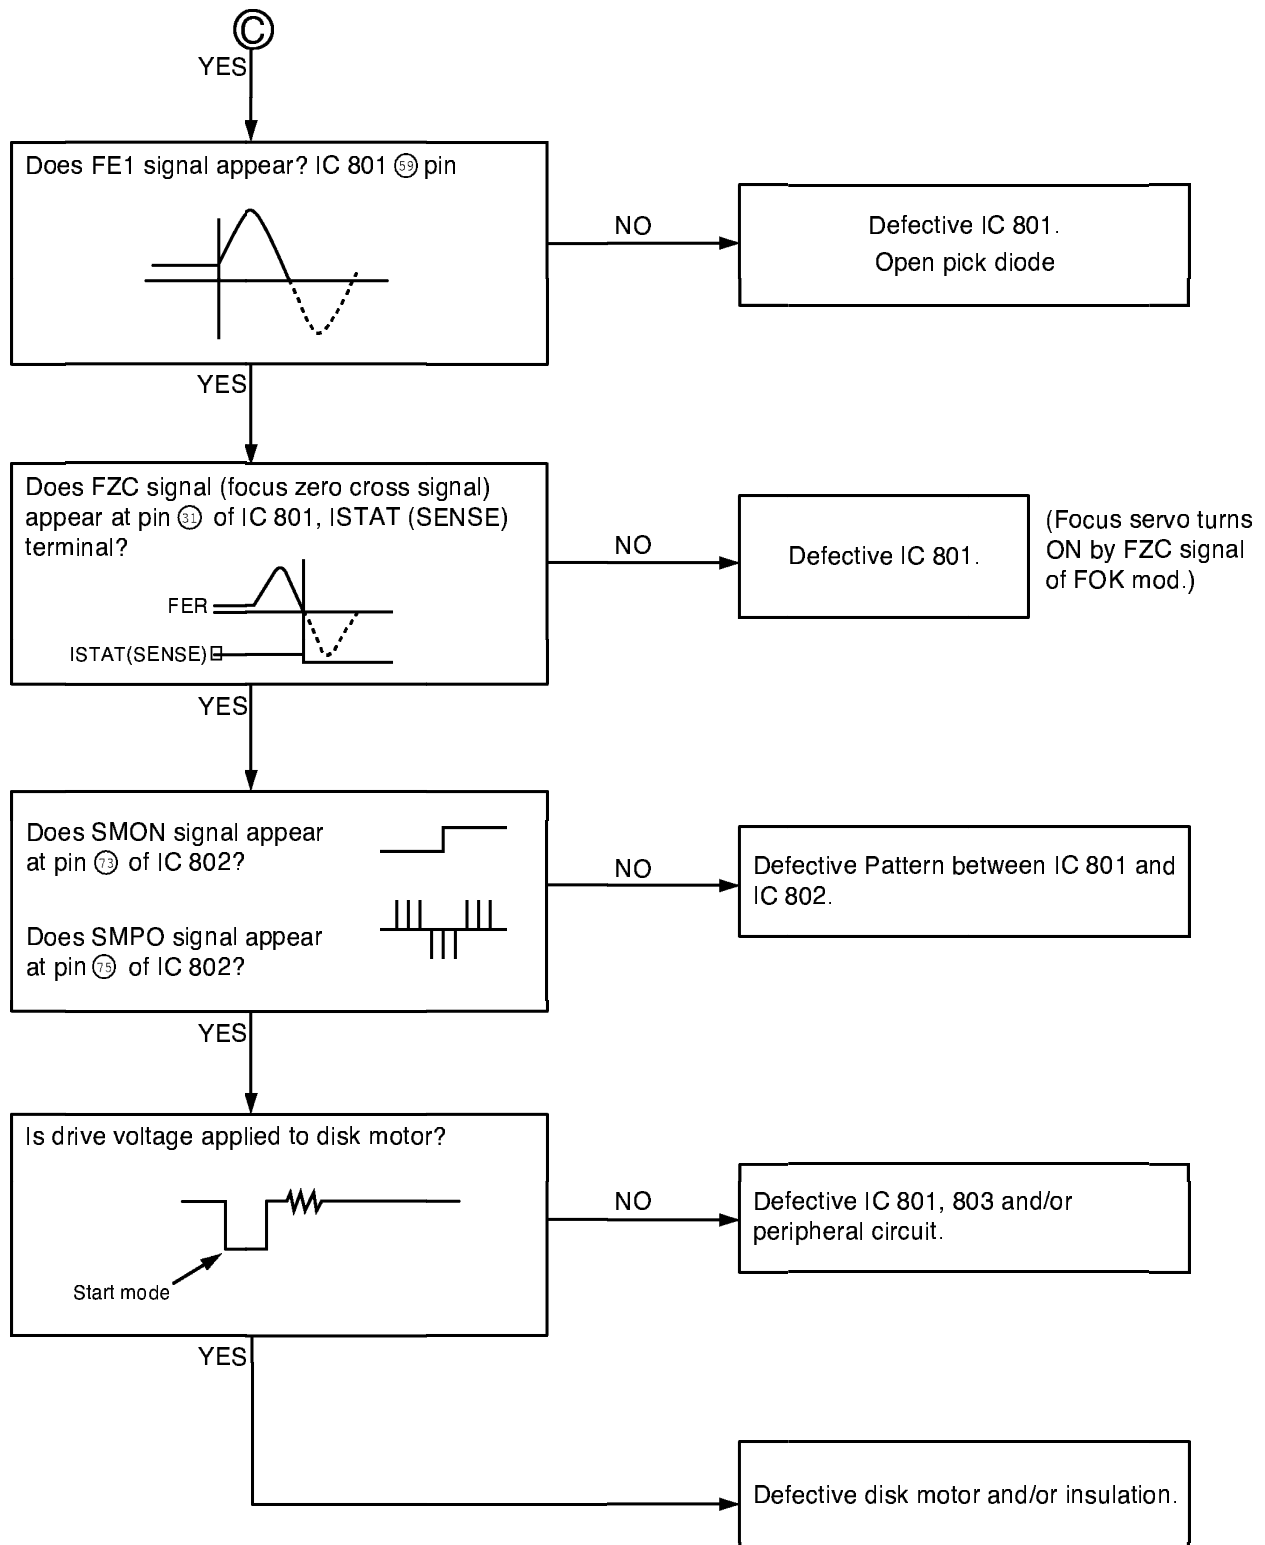 C
YES
Does FE1 signal appear? IC 801 59 pin
NO
Defective IC 801.
Open pick diode
YES
Does FZC signal (focus zero cross signal)
appear at pin 31 of IC 801, ISTAT (SENSE)
terminal?
FER
ISTAT(SENSE)
NO
Defective IC 801.
(Focus servo turns
ON by FZC signal
of FOK mod.)
YES
Does SMON signal appear
at pin 73 of IC 802?
Does SMPO signal appear
at pin 75 of IC 802?
NO
Defective Pattern between IC 801 and
IC 802.
YES
Is drive voltage applied to disk motor?
Start mode
NO
Defective IC 801, 803 and/or
peripheral circuit.
YES
Defective disk motor and/or insulation.